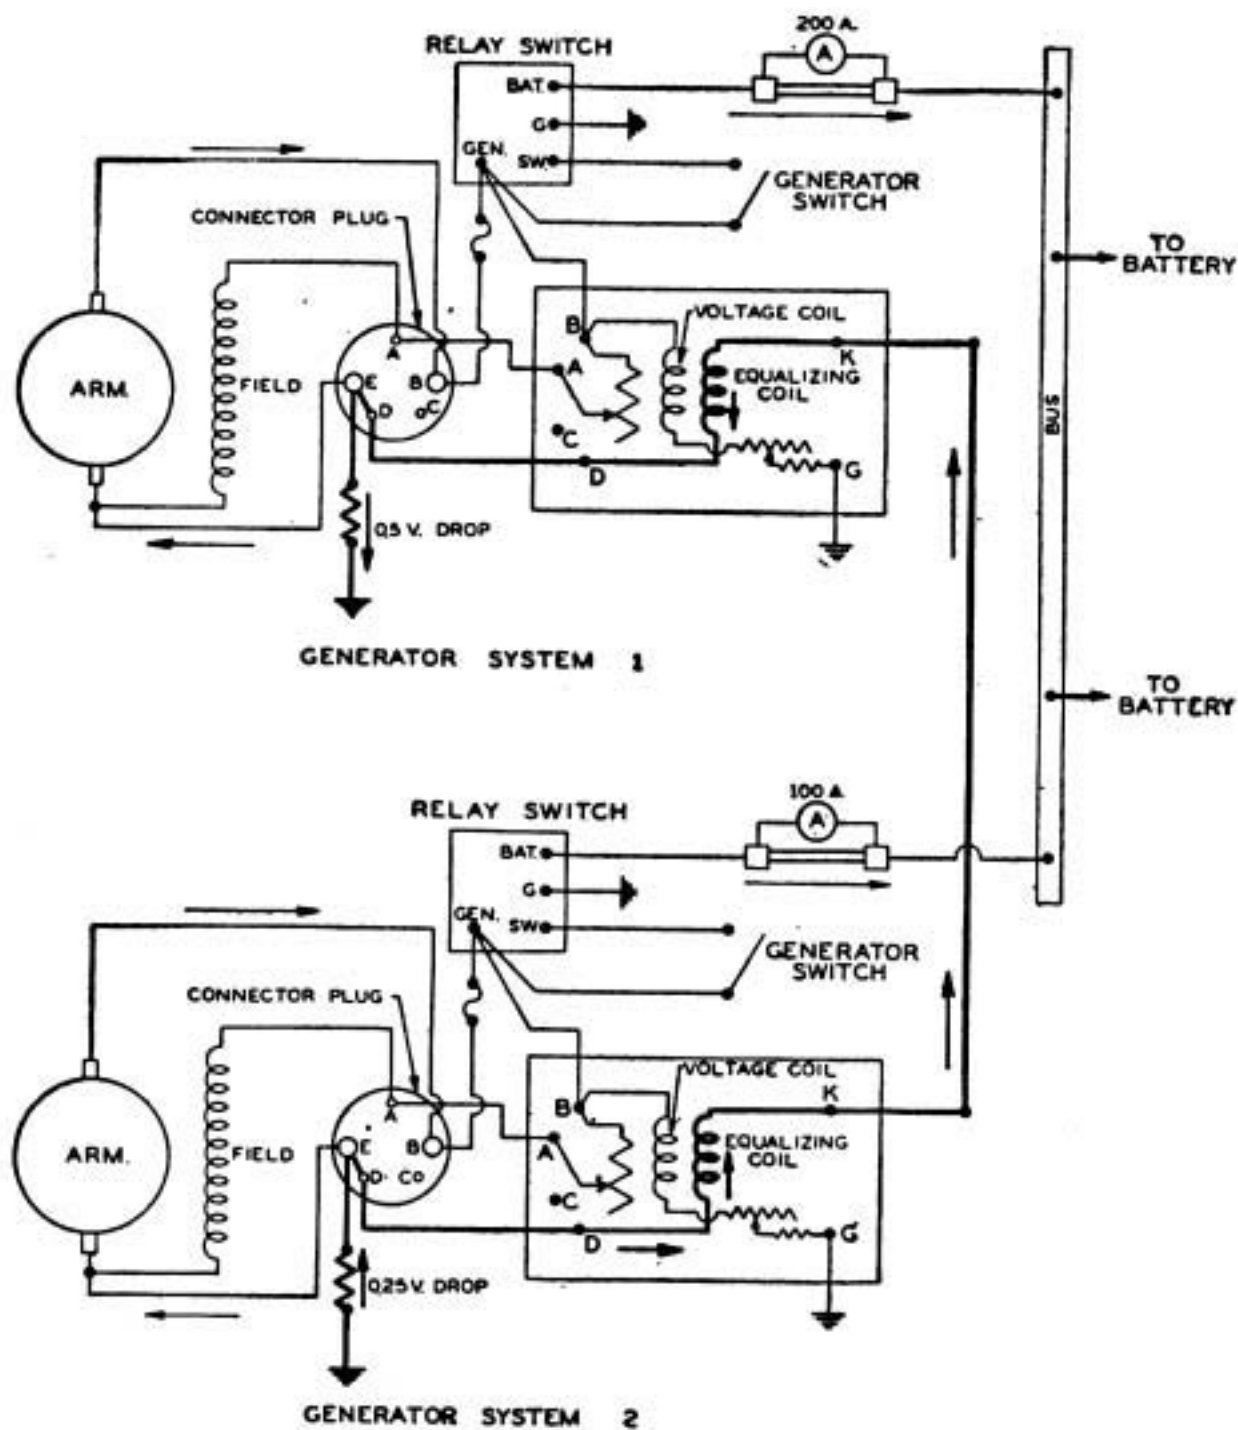 200 A.
A
RELAY SWITCH
BAT.
G
GEN.
SW.
GENERATOR
SWITCH
CONNECTOR PLUG
TO
BATTERY
B
VOLTAGE COIL
A
K
ARM.
FIELD
E
B
D
C
A
EQUALIZING
COIL
BUS
C
D
G
0.5 V. DROP
GENERATOR SYSTEM 1
TO
BATTERY
100 A.
A
RELAY SWITCH
BAT.
G
GEN.
SW
GENERATOR
SWITCH
CONNECTOR PLUG
VOLTAGE COIL
K
A
B
ARM.
FIELD
E
B
A
EQUALIZING
COIL
D
C
C
D
G
0.25 V. DROP
GENERATOR SYSTEM 2